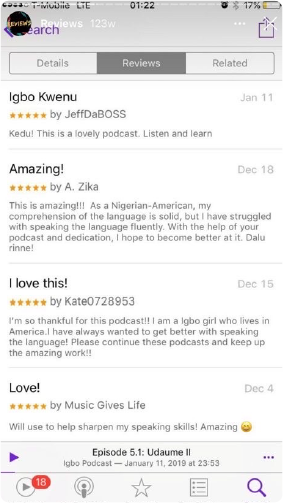 T-Mobile LTE 01:22 17%
REVIEWS Reviews 123w
Search
Details Reviews Related
Igbo Kwenu Jan 11
★★★★★ by JeffDaBOSS
Kedu! This is a lovely podcast. Listen and learn
Amazing! Dec 18
★★★★★ by A. Zika
This is amazing!!! As a Nigerian-American, my
comprehension of the language is solid, but I have struggled
with speaking the language fluently. With the help of your
podcast and dedication, I hope to become better at it. Dalu
rinne!
I love this! Dec 15
★★★★★ by Kate0728953
I'm so thankful for this podcast!! I am a Igbo girl who lives in
America.I have always wanted to get better with speaking
the language! Please continue these podcasts and keep up
the amazing work!!
Love! Dec 4
★★★★★ by Music Gives Life
Will use to help sharpen my speaking skills! Amazing 😄
Episode 5.1: Udaume II
Igbo Podcast — January 11, 2019 at 23:53
18